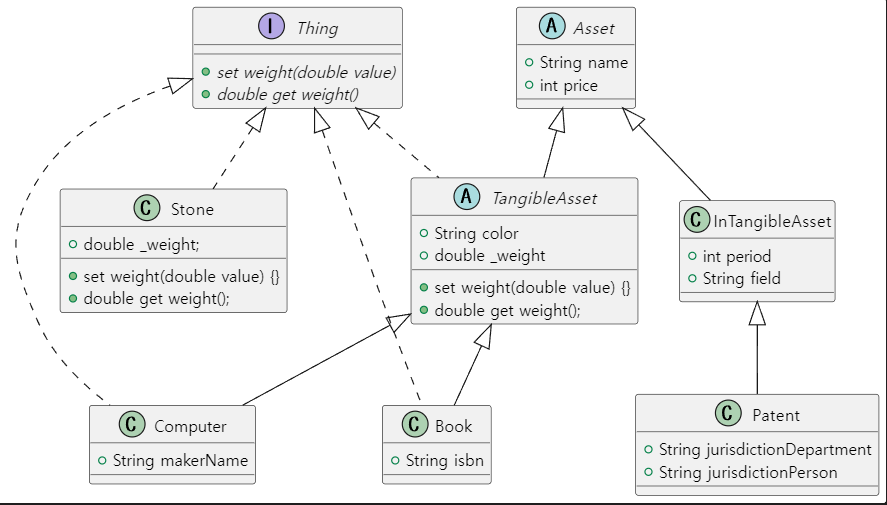 I Thing
set weight(double value)
double get weight()
A Asset
String name
int price
C Stone
double _weight;
set weight(double value) {}
double get weight();
A TangibleAsset
String color
double _weight
set weight(double value) {}
double get weight();
C InTangibleAsset
int period
String field
C Computer
String makerName
C Book
String isbn
C Patent
String jurisdictionDepartment
String jurisdictionPerson